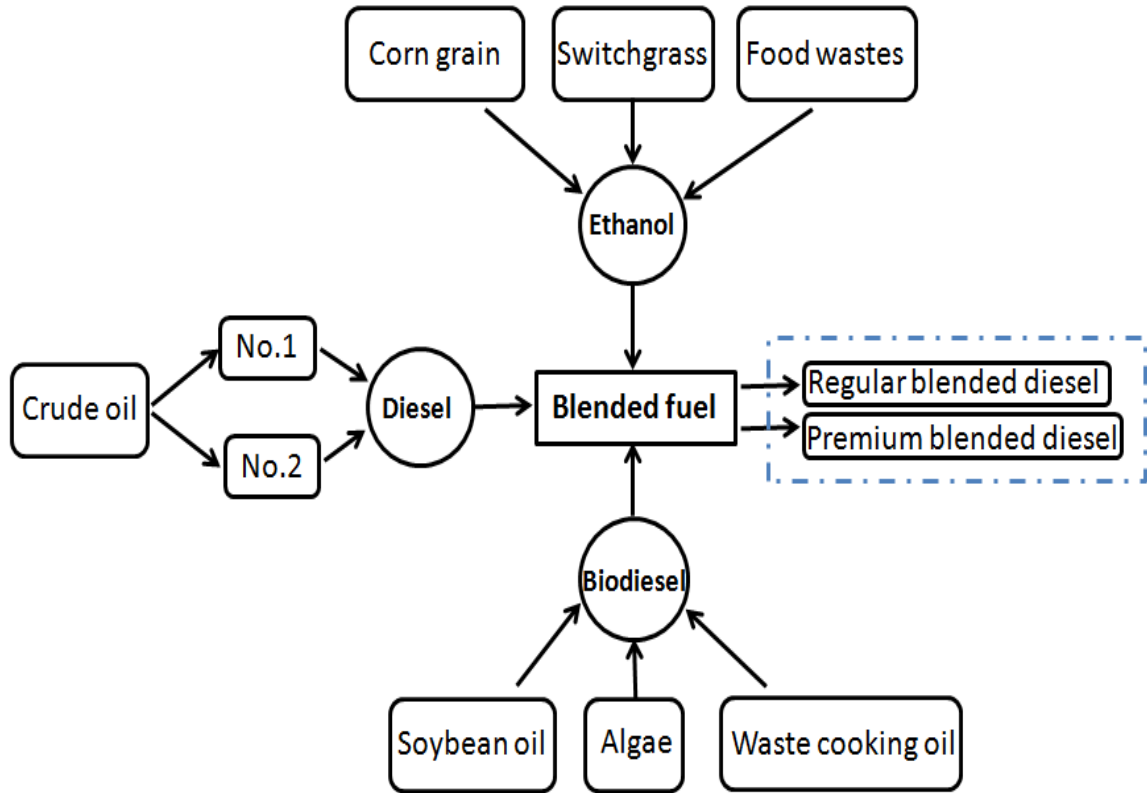 Corn grain
Switchgrass
Food wastes
Ethanol
No.1
Crude oil
Diesel
No.2
Blended fuel
Regular blended diesel
Premium blended diesel
Biodiesel
Soybean oil
Algae
Waste cooking oil